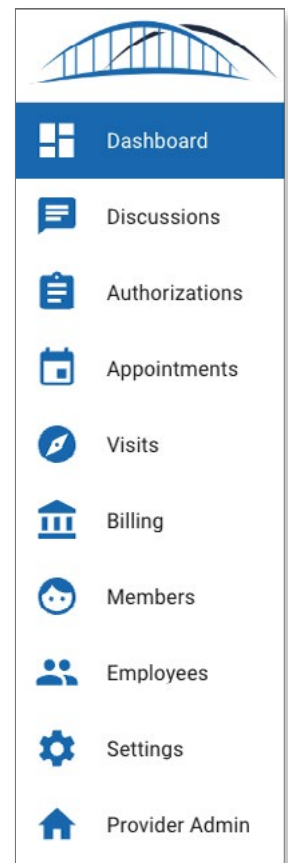 Dashboard
Discussions
Authorizations
Appointments
Visits
Billing
Members
Employees
Settings
Provider Admin